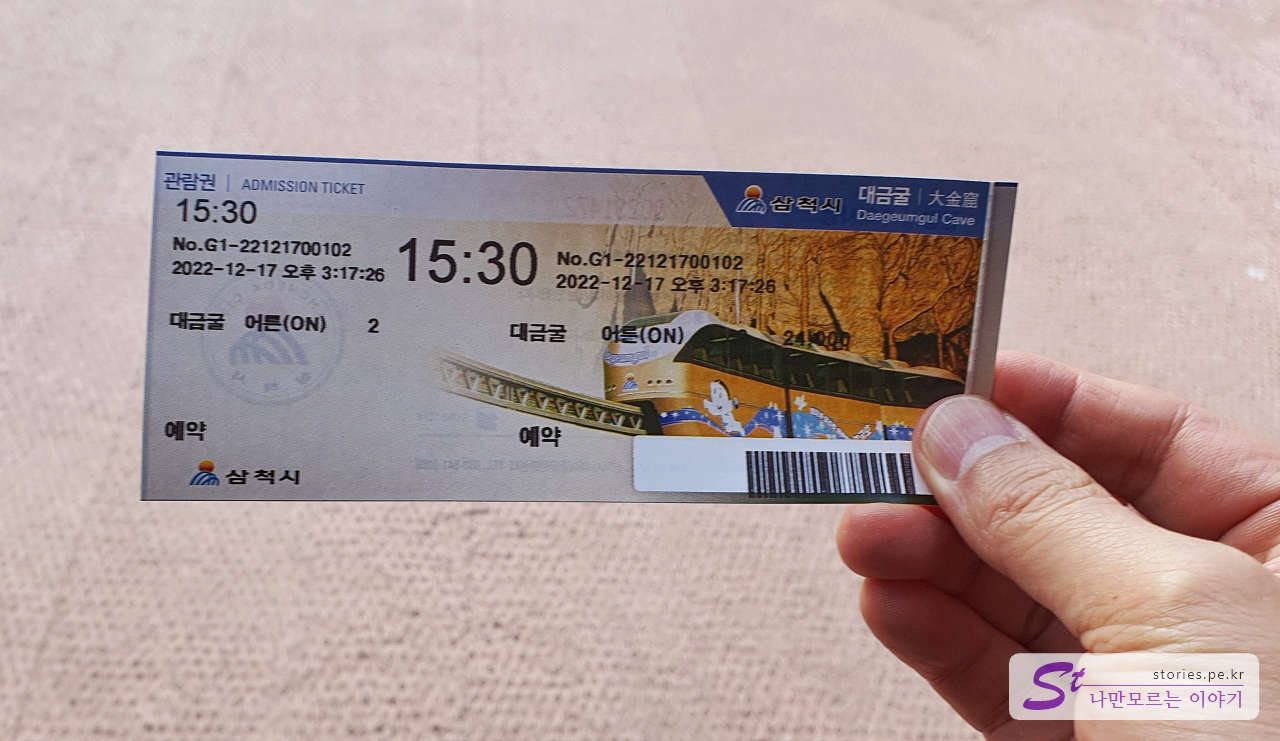 관람권 | ADMISSION TICKET
삼척시 대금굴 | 大金窟
Daegeumgul Cave
15:30
No.G1-22121700102
2022-12-17 오후 3:17:26
대금굴 어른(ON) 2
예약
삼척시
15:30
No.G1-22121700102
2022-12-17 오후 3:17:26
대금굴 어른(ON) 24,000
예약
St
stories.pe.kr
나만모르는 이야기